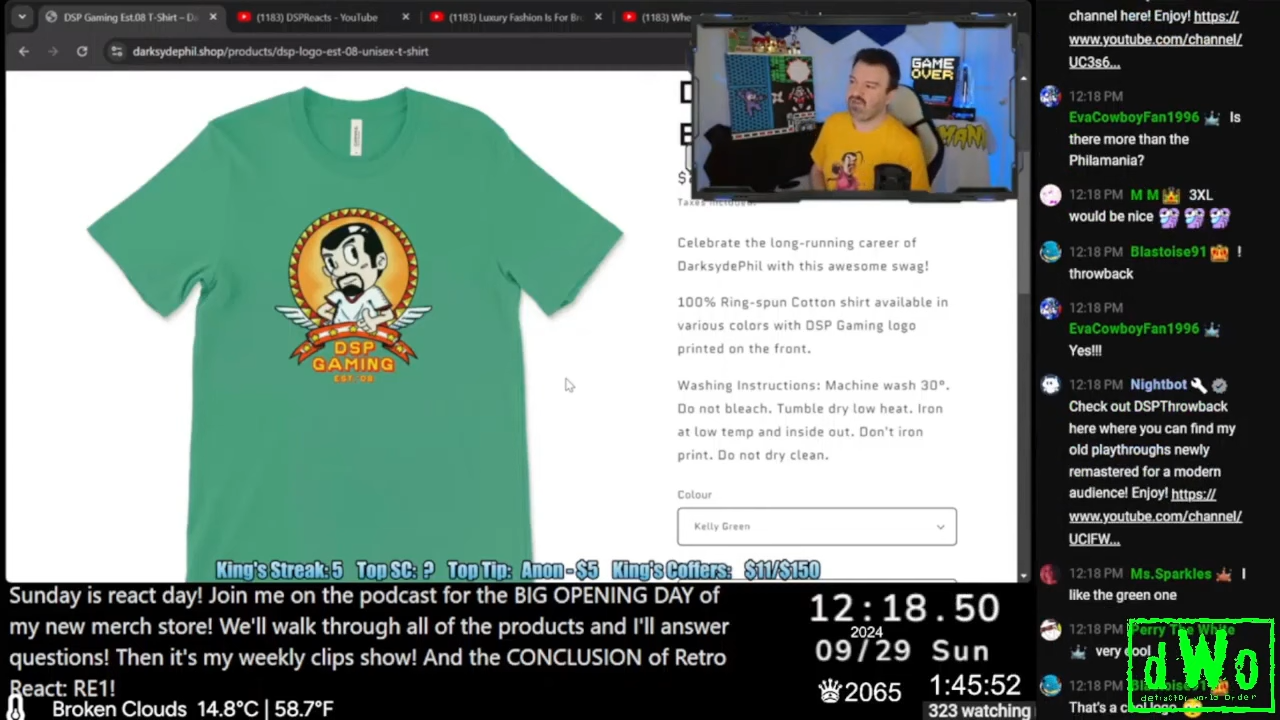 DSP Gaming Est.08 T-Shirt – Da
(1183) DSPReacts - YouTube
(1183) Luxury Fashion Is For Br
(1183) Whe
darksydephil.shop/products/dsp-logo-est-08-unisex-t-shirt
GAME
OVER
MAN
DSP
GAMING
EST. 08
D
E
$
Taxes included.
Celebrate the long-running career of
DarksydePhil with this awesome swag!
100% Ring-spun Cotton shirt available in
various colors with DSP Gaming logo
printed on the front.
Washing Instructions: Machine wash 30°.
Do not bleach. Tumble dry low heat. Iron
at low temp and inside out. Don't iron
print. Do not dry clean.
Colour
Kelly Green
King's Streak: 5 Top SC: ? Top Tip: Anon - $5 King's Coffers: $11/$150
Sunday is react day! Join me on the podcast for the BIG OPENING DAY of
my new merch store! We'll walk through all of the products and I'll answer
questions! Then it's my weekly clips show! And the CONCLUSION of Retro
React: RE1!
Broken Clouds 14.8°C | 58.7°F
12:18.50
2024
09/29 Sun
2065
1:45:52
323 watching
channel here! Enjoy! https://
www.youtube.com/channel/
UC3s6...
12:18 PM
EvaCowboyFan1996 Is
there more than the
Philamania?
12:18 PM M M 3XL
would be nice
12:18 PM Blastoise91 !
throwback
12:18 PM
EvaCowboyFan1996
Yes!!!
12:18 PM Nightbot
Check out DSPThrowback
here where you can find my
old playthroughs newly
remastered for a modern
audience! Enjoy! https://
www.youtube.com/channel/
UCIFW...
12:18 PM Ms.Sparkles I
like the green one
12:18 PM Perry The White
very cool
12:18 PM Blastoise91
That's a cool logo
dWo
detractor world order